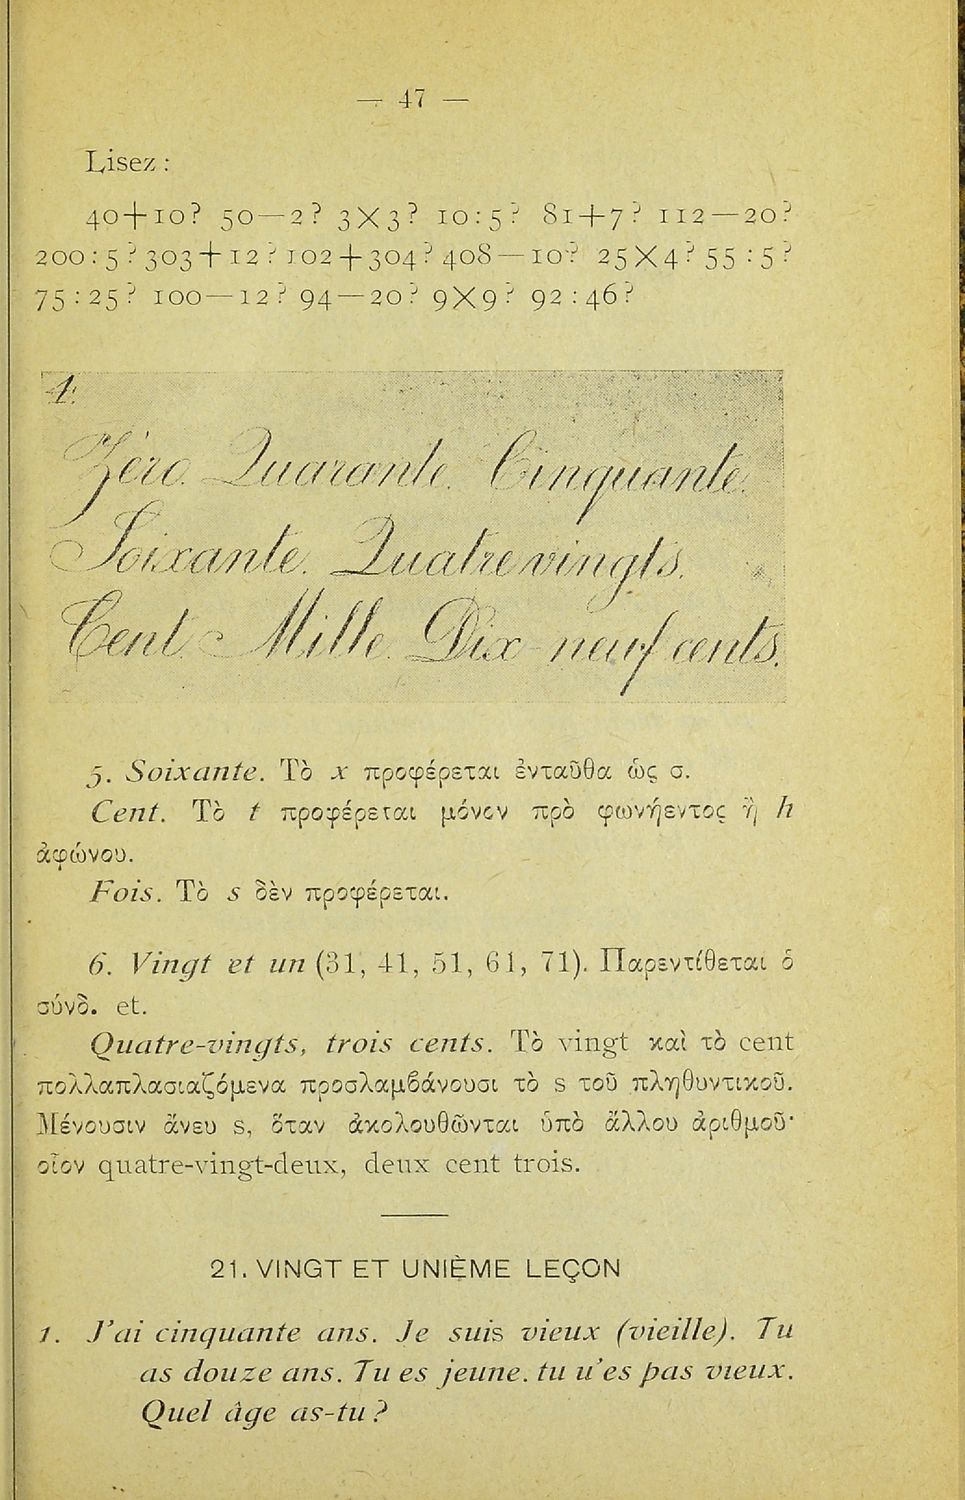 — 47 —
Lisez :
40+10? 50—2? 3X3? 10:5? 81+7? 112—20?
200:5? 303+12? 102+304? 408—10? 25X4? 55:5?
75:25? 100—12? 94—20? 9X9? 92:46?
4.
Zéro. Quarante. Cinquante.
Soixante. Quatre vingts.
Cent. Mille. Dix-neuf cents.
5. Soixante. Τὸ x προφέρεται ἐνταῦθα ὡς σ.
Cent. Τὸ t προφέρεται μόνον πρὸ φωνήεντος ἢ h
ἀφώνου.
Fois. Τὸ s δὲν προφέρεται.
6. Vingt et un (31, 41, 51, 61, 71). Παρεντίθεται ὁ
σύνδ. et.
Quatre-vingts, trois cents. Τὸ vingt καὶ τὸ cent
πολλαπλασιαζόμενα προσλαμβάνουσι τὸ s τοῦ πληθυντικοῦ.
Μένουσιν ἄνευ s, ὅταν ἀκολουθῶνται ὑπὸ ἄλλου ἀριθμοῦ·
οἷον quatre-vingt-deux, deux cent trois.
21. VINGT ET UNIÈME LEÇON
1. J'ai cinquante ans. Je suis vieux (vieille). Tu
as douze ans. Tu es jeune. tu u'es pas vieux.
Quel âge as-tu ?